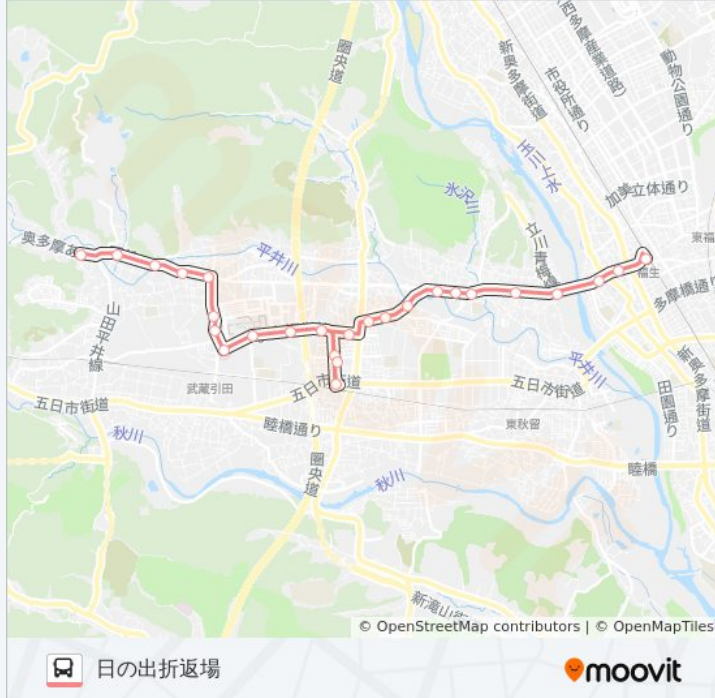 圏央道
新奥多摩街道
市役所通り
西多摩産業道路)
動物公園通り
玉川上水
加美立体通り
氷沢川
立川青梅
東福
奥多摩あ
平井川
福生
多摩橋通り
山田平井線
平井川
新奥多摩街道
武蔵引田
五日市街道
五日市街道
田園通り
五日市街道
秋川
睦橋通り
東秋留
圏央道
秋川
睦橋
新滝山街
© OpenStreetMap contributors | © OpenMapTiles
日の出折返場
moovit